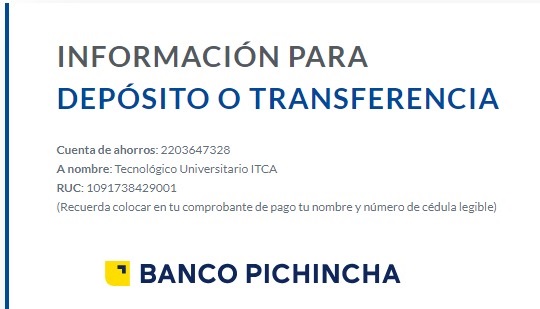 INFORMACIÓN PARA
DEPÓSITO O TRANSFERENCIA
Cuenta de ahorros: 2203647328
A nombre: Tecnológico Universitario ITCA
RUC: 1091738429001
(Recuerda colocar en tu comprobante de pago tu nombre y número de cédula legible)
BANCO PICHINCHA